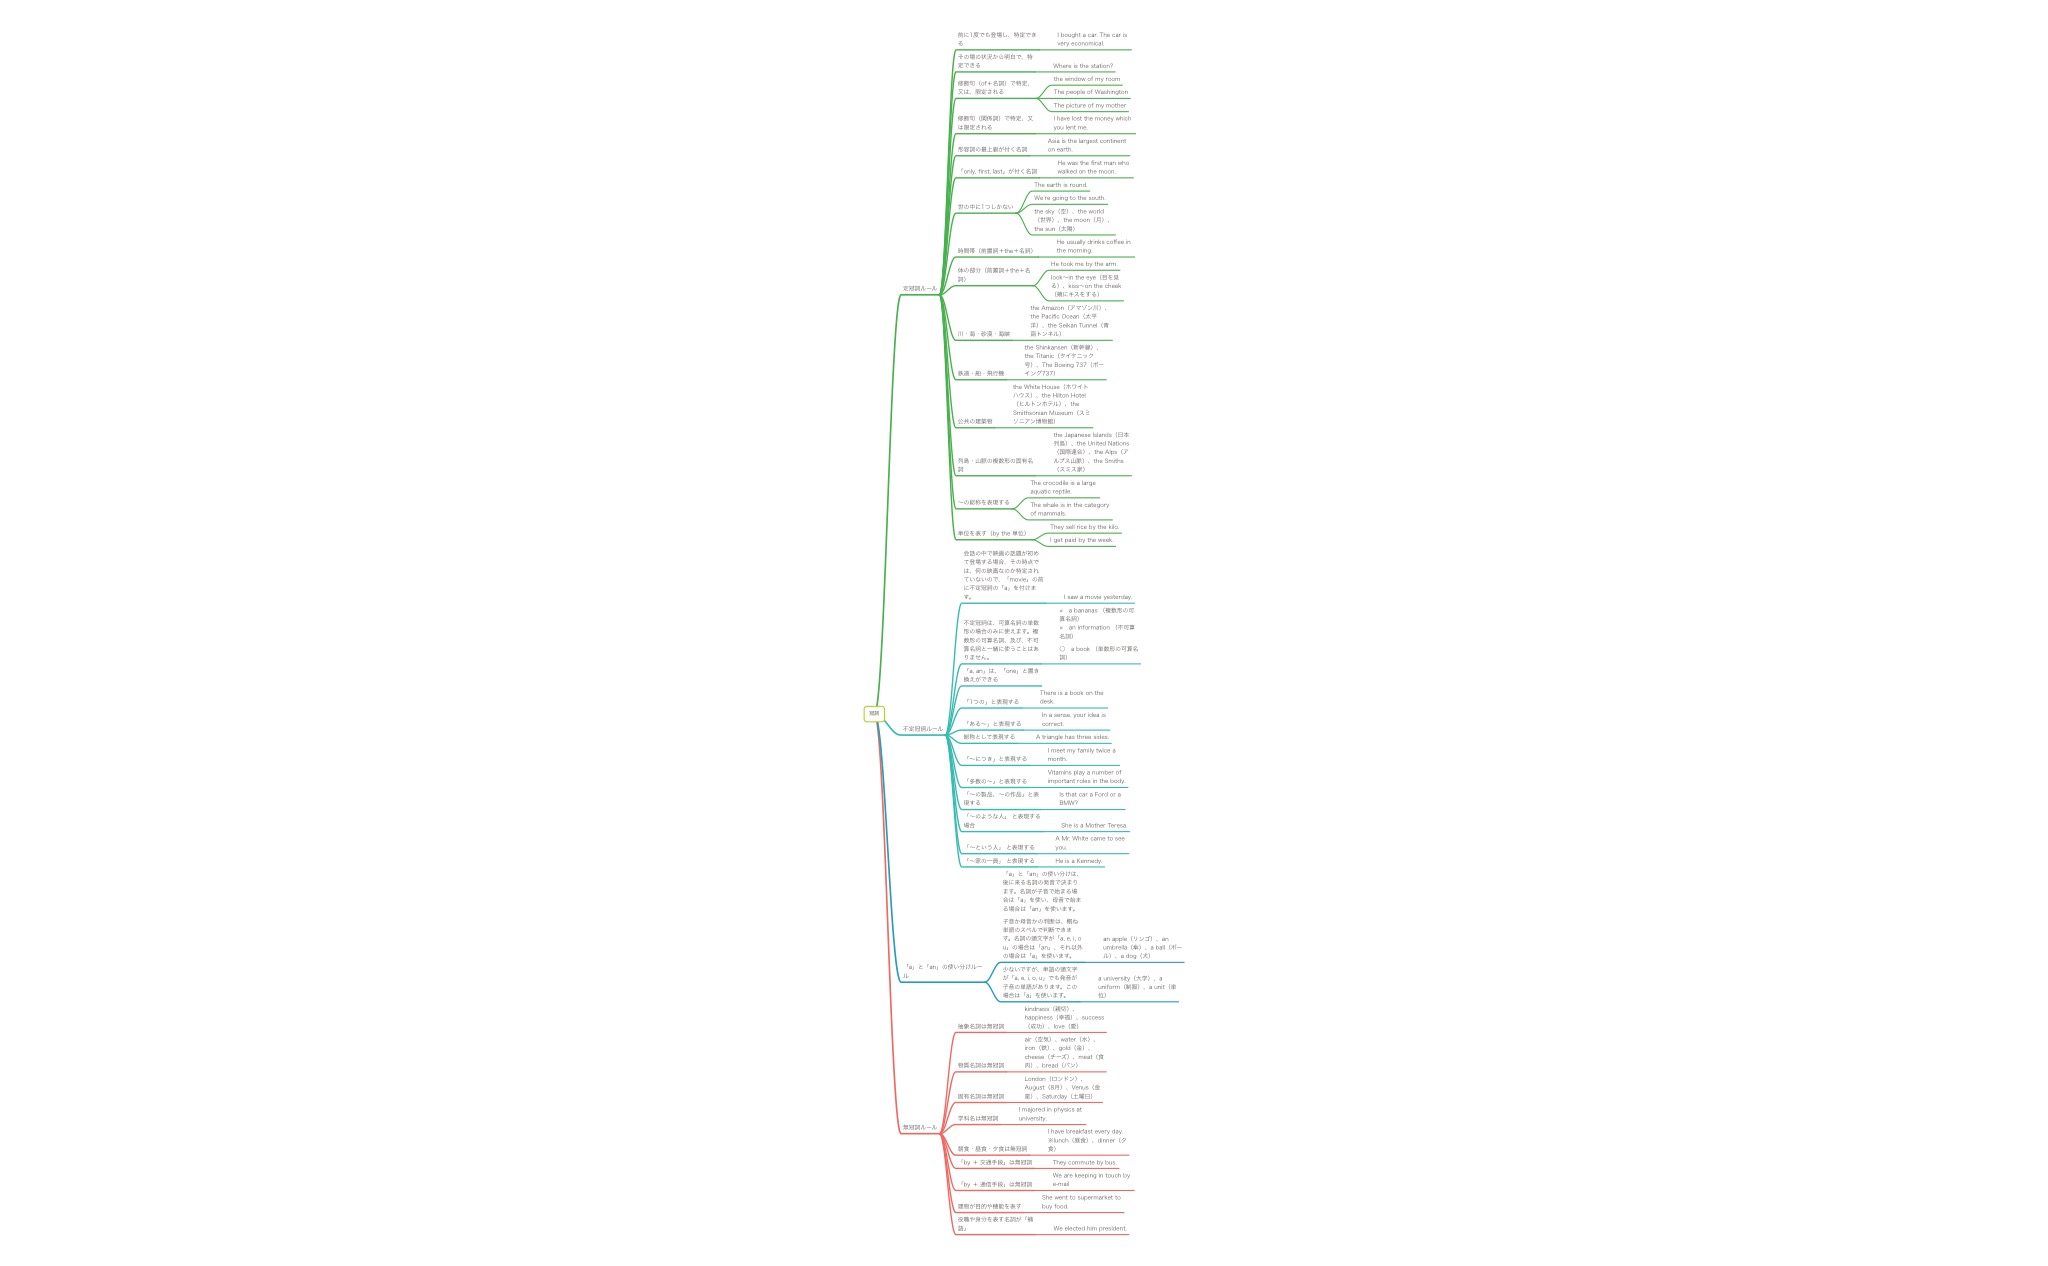 前に1度でも登場し、特定でき
る
I bought a car. The car is
very economical.
その場の状況から明白で、特
定できる
Where is the station?
修飾句（of＋名詞）で特定、
又は、限定される
the window of my room
The people of Washington
The picture of my mother
修飾句（関係詞）で特定、又
は限定される
I have lost the money which
you lent me.
形容詞の最上級が付く名詞
Asia is the largest continent
on earth.
「only, first, last」が付く名詞
He was the first man who
walked on the moon.
世の中に1つしかない
The earth is round.
We're going to the south.
the sky（空）、the world
（世界）、the moon（月）、
the sun（太陽）
時間帯（前置詞＋the＋名詞）
He usually drinks coffee in
the morning.
体の部分（前置詞＋the＋名
詞）
He took me by the arm.
look〜in the eye（目を見
る）、kiss〜on the cheek
（頬にキスをする）
定冠詞ルール
川・海・砂漠・海峡
the Amazon（アマゾン川）、
the Pacific Ocean（太平
洋）、the Seikan Tunnel（青
函トンネル）
鉄道・船・飛行機
the Shinkansen（新幹線）、
the Titanic（タイタニック
号）、The Boeing 737（ボー
イング737）
公共の建築物
the White House（ホワイト
ハウス）、the Hilton Hotel
（ヒルトンホテル）、the
Smithsonian Museum（スミ
ソニアン博物館）
列島・山脈の複数形の固有名
詞
the Japanese Islands（日本
列島）、the United Nations
（国際連合）、the Alps（ア
ルプス山脈）、the Smiths
（スミス家）
〜の総称を表現する
The crocodile is a large
aquatic reptile.
The whale is in the category
of mammals.
単位を表す（by the 単位）
They sell rice by the kilo.
I get paid by the week.
会話の中で映画の話題が初め
て登場する場合、その時点で
は、何の映画なのか特定され
ていないので、「movie」の前
に不定冠詞の「a」を付けま
す。
I saw a movie yesterday.
不定冠詞は、可算名詞の単数
形の場合のみに使えます。複
数形の可算名詞、及び、不可
算名詞と一緒に使うことはあ
りません。
×　a bananas （複数形の可
算名詞）
×　an information （不可算
名詞）
〇　a book （単数形の可算名
詞）
「a, an」は、「one」と置き
換えができる
「1つの」と表現する
There is a book on the
desk.
「ある〜」と表現する
In a sense, your idea is
correct.
冠詞
不定冠詞ルール
総称として表現する
A triangle has three sides.
「〜につき」と表現する
I meet my family twice a
month.
「多数の〜」と表現する
Vitamins play a number of
important roles in the body.
「〜の製品、〜の作品」と表
現する
Is that car a Ford or a
BMW?
「〜のような人」 と表現する
場合
She is a Mother Teresa.
「〜という人」 と表現する
A Mr. White came to see
you.
「〜家の一員」 と表現する
He is a Kennedy.
「a」と「an」の使い分けルー
ル
「a」と「an」の使い分けは、
後に来る名詞の発音で決まり
ます。名詞が子音で始まる場
合は「a」を使い、母音で始ま
る場合は「an」を使います。
子音か母音かの判断は、概ね
単語のスペルで判断できま
す。名詞の頭文字が「a, e, i, o
u」の場合は「an」、それ以外
の場合は「a」を使います。
an apple（リンゴ）、an
umbrella（傘）、a ball（ボー
ル）、a dog（犬）
少ないですが、単語の頭文字
が「a, e, i, o, u」でも発音が
子音の単語があります。この
場合は「a」を使います。
a university（大学）、a
uniform（制服）、a unit（単
位）
抽象名詞は無冠詞
kindness（親切）、
happiness（幸福）、success
（成功）、love（愛）
物質名詞は無冠詞
air（空気）、water（水）、
iron（鉄）、gold（金）、
cheese（チーズ）、meat（食
肉）、bread（パン）
固有名詞は無冠詞
London（ロンドン）、
August（8月）、Venus（金
星）、Saturday（土曜日）
学科名は無冠詞
I majored in physics at
university.
無冠詞ルール
朝食・昼食・夕食は無冠詞
I have breakfast every day.
※lunch（昼食）、dinner（夕
食）
「by ＋ 交通手段」は無冠詞
They commute by bus.
「by ＋ 通信手段」は無冠詞
We are keeping in touch by
e-mail
建物が目的や機能を表す
She went to supermarket to
buy food.
役職や身分を表す名詞が「補
語」
We elected him president.